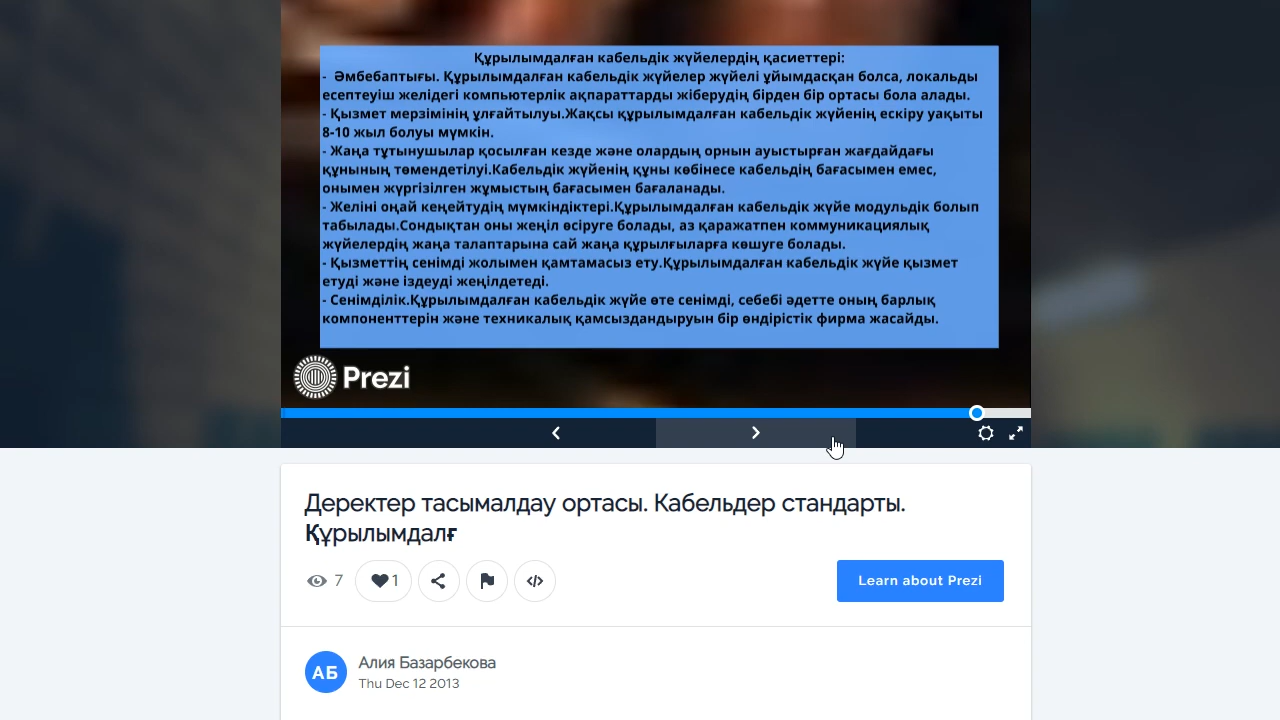 Құрылымдалған кабельдік жүйелердің қасиеттері:
- Әмбебаптығы. Құрылымдалған кабельдік жүйелер жүйелі ұйымдасқан болса, локальды
есептеуіш желідегі компьютерлік ақпараттарды жіберудің бірден бір ортасы бола алады.
- Қызмет мерзімінің ұлғайтылуы.Жақсы құрылымдалған кабельдік жүйенің ескіру уақыты
8-10 жыл болуы мүмкін.
- Жаңа тұтынушылар қосылған кезде және олардың орнын ауыстырған жағдайдағы
құнының төмендетілуі.Кабельдік жүйенің құны көбінесе кабельдің бағасымен емес,
онымен жүргізілген жұмыстың бағасымен бағаланады.
- Желіні оңай кеңейтудің мүмкіндіктері.Құрылымдалған кабельдік жүйе модульдік болып
табылады.Сондықтан оны жеңіл өсіруге болады, аз қаражатпен коммуникациялық
жүйелердің жаңа талаптарына сай жаңа құрылғыларға көшуге болады.
- Қызметтің сенімді жолымен қамтамасыз ету.Құрылымдалған кабельдік жүйе қызмет
етуді және іздеуді жеңілдетеді.
- Сенімділік.Құрылымдалған кабельдік жүйе өте сенімді, себебі әдетте оның барлық
компоненттерін және техникалық қамсыздандыруын бір өндірістік фирма жасайды.
Prezi
Деректер тасымалдау ортасы. Кабельдер стандарты.
Құрылымдалғ
7
1
Learn about Prezi
АБ
Алия Базарбекова
Thu Dec 12 2013